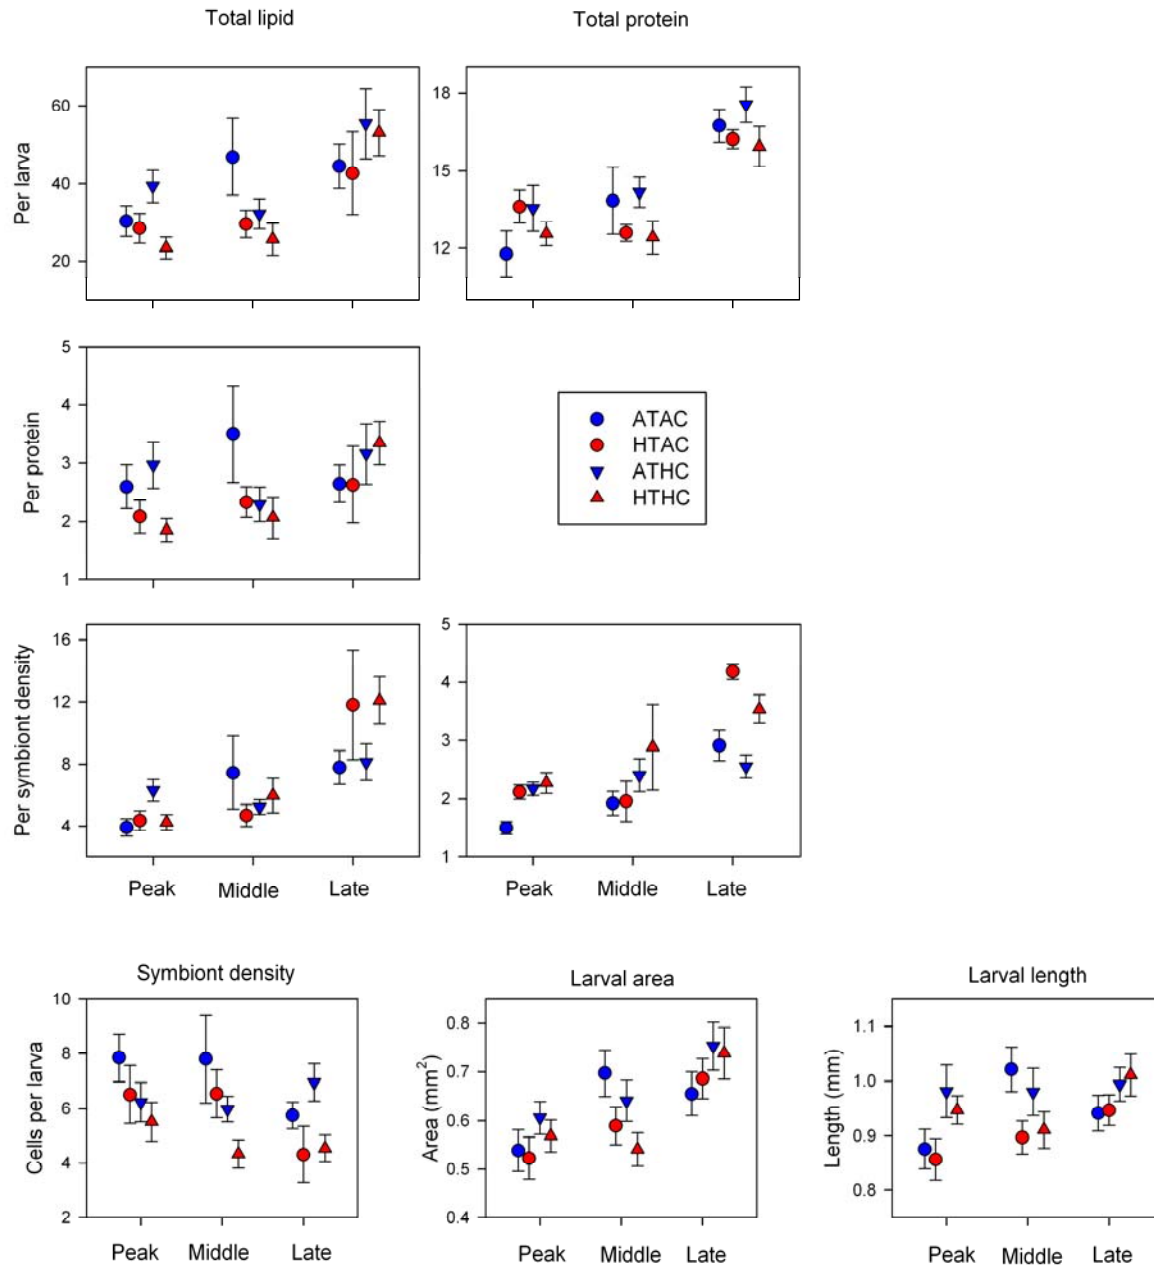 Total lipid
Total protein
Per larva
60
40
20
18
15
12
Per protein
5
4
3
2
1
ATAC
HTAC
ATHC
HTHC
Per symbiont density
16
12
8
4
5
4
3
2
1
Peak
Middle
Late
Peak
Middle
Late
Symbiont density
Larval area
Larval length
Cells per larva
10
8
6
4
2
Area (mm²)
0.8
0.7
0.6
0.5
0.4
Length (mm)
1.1
1.0
0.9
0.8
Peak
Middle
Late
Peak
Middle
Late
Peak
Middle
Late